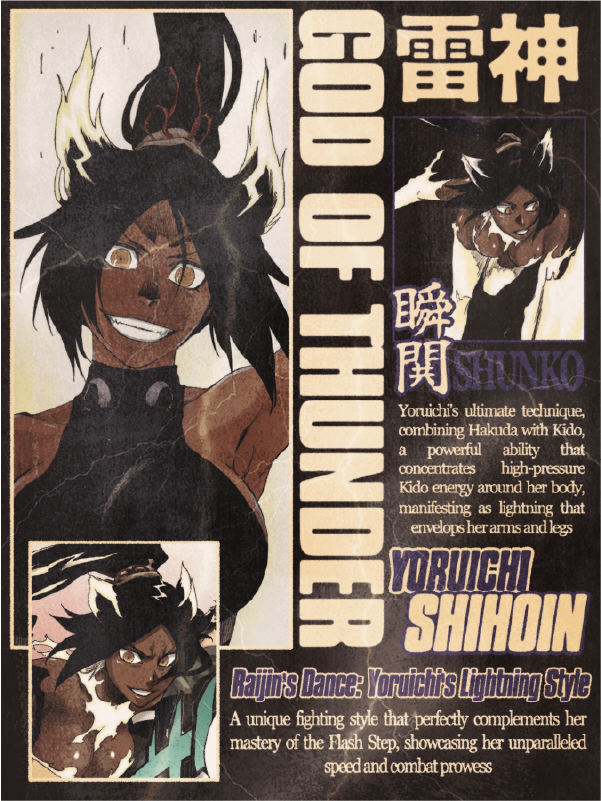 GOD OF THUNDER
雷神
瞬
閧
SHUNKO
Yoruichi's ultimate technique,
combining Hakuda with Kido,
a powerful ability that
concentrates high-pressure
Kido energy around her body,
manifesting as lightning that
envelops her arms and legs
YORUICHI
SHIHOIN
Raijin's Dance: Yoruichi's Lightning Style
A unique fighting style that perfectly complements her
mastery of the Flash Step, showcasing her unparalleled
speed and combat prowess